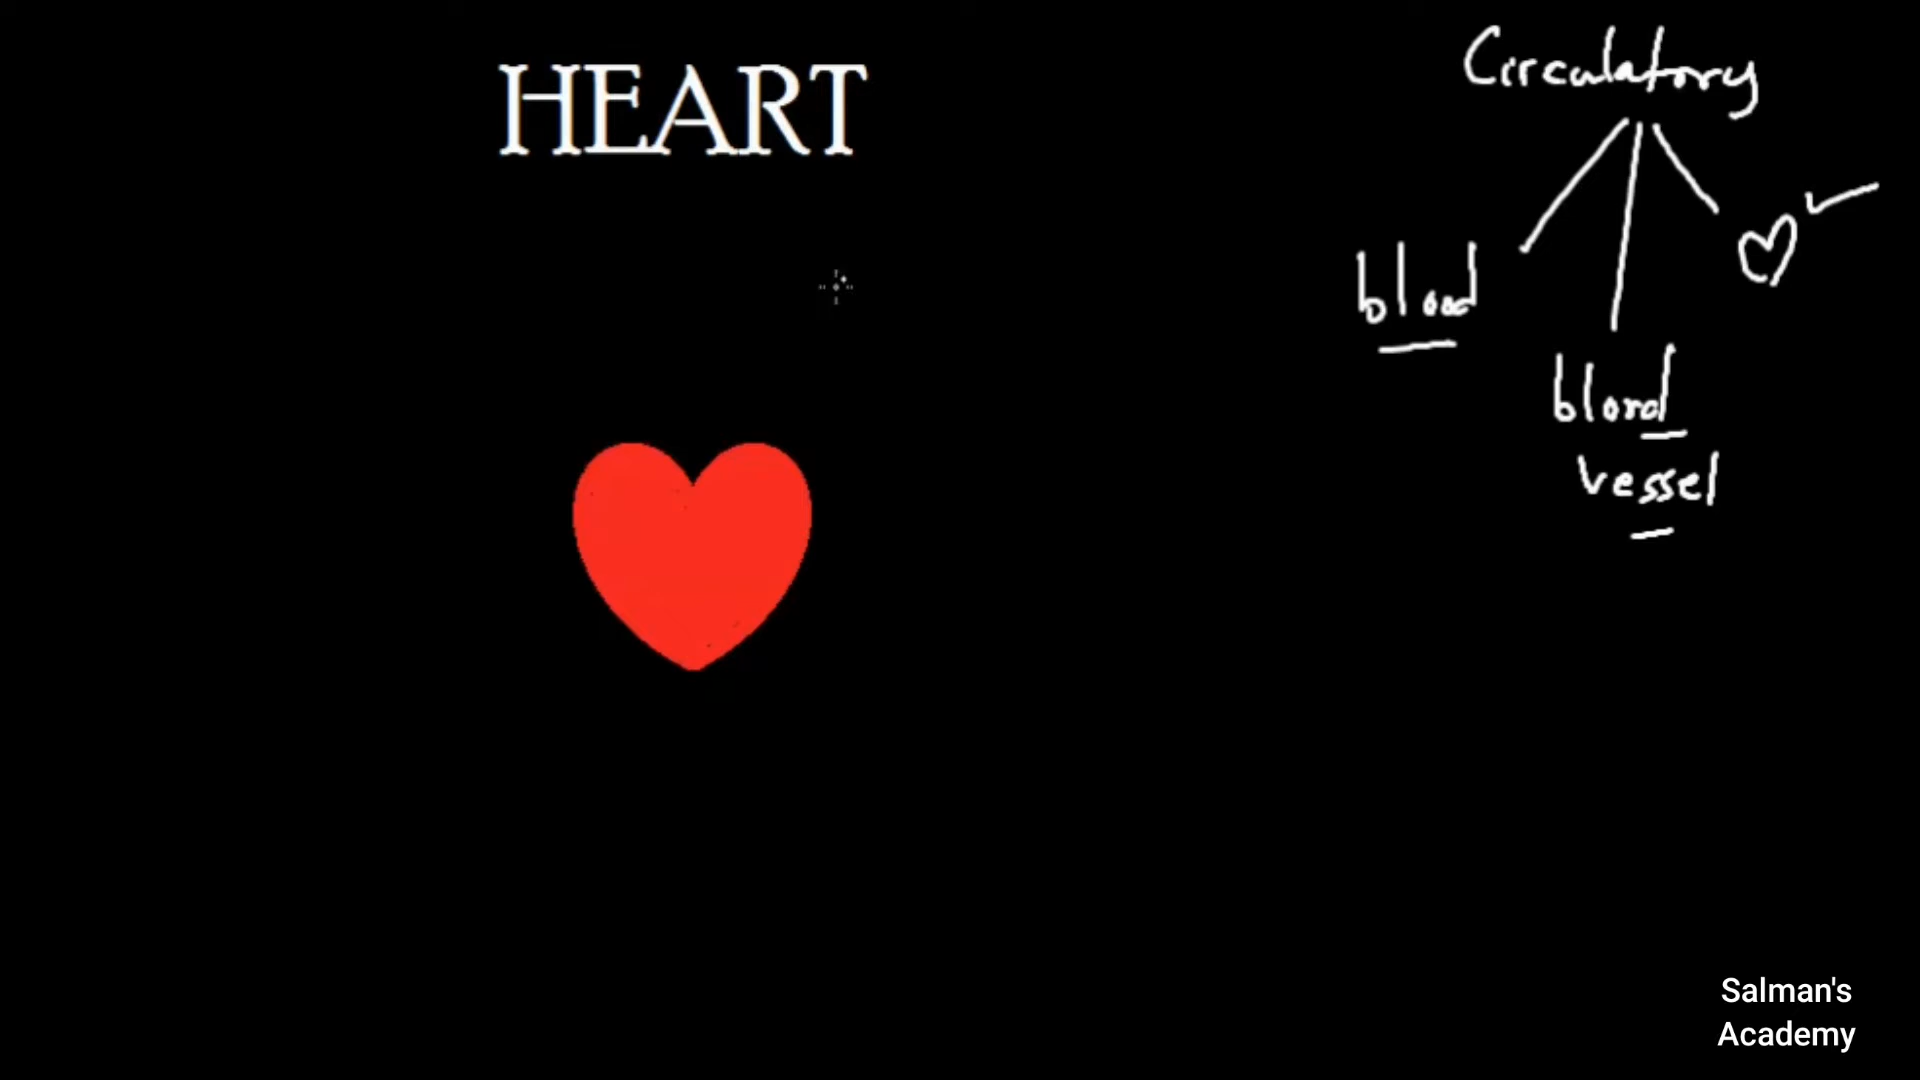 HEART
Circulatory
blood
blood
vessel
Salman's
Academy